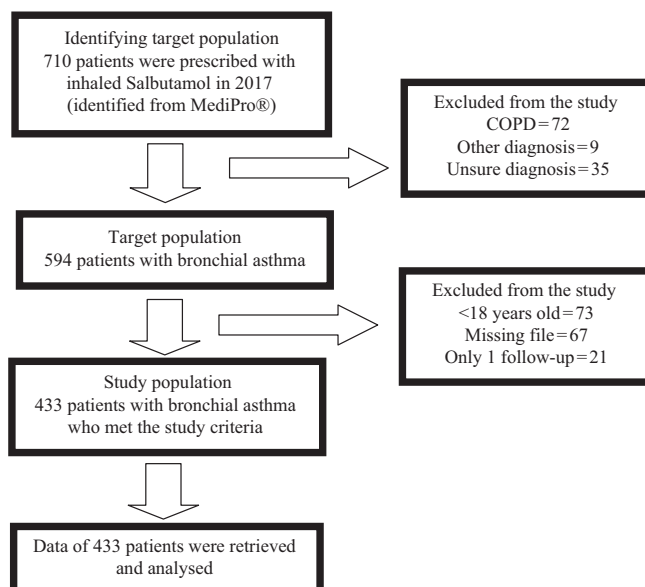 Identifying target population
710 patients were prescribed with
inhaled Salbutamol in 2017
(identified from MediPro®)
Excluded from the study
COPD=72
Other diagnosis=9
Unsure diagnosis=35
Target population
594 patients with bronchial asthma
Excluded from the study
<18 years old=73
Missing file=67
Only 1 follow-up=21
Study population
433 patients with bronchial asthma
who met the study criteria
Data of 433 patients were retrieved
and analysed